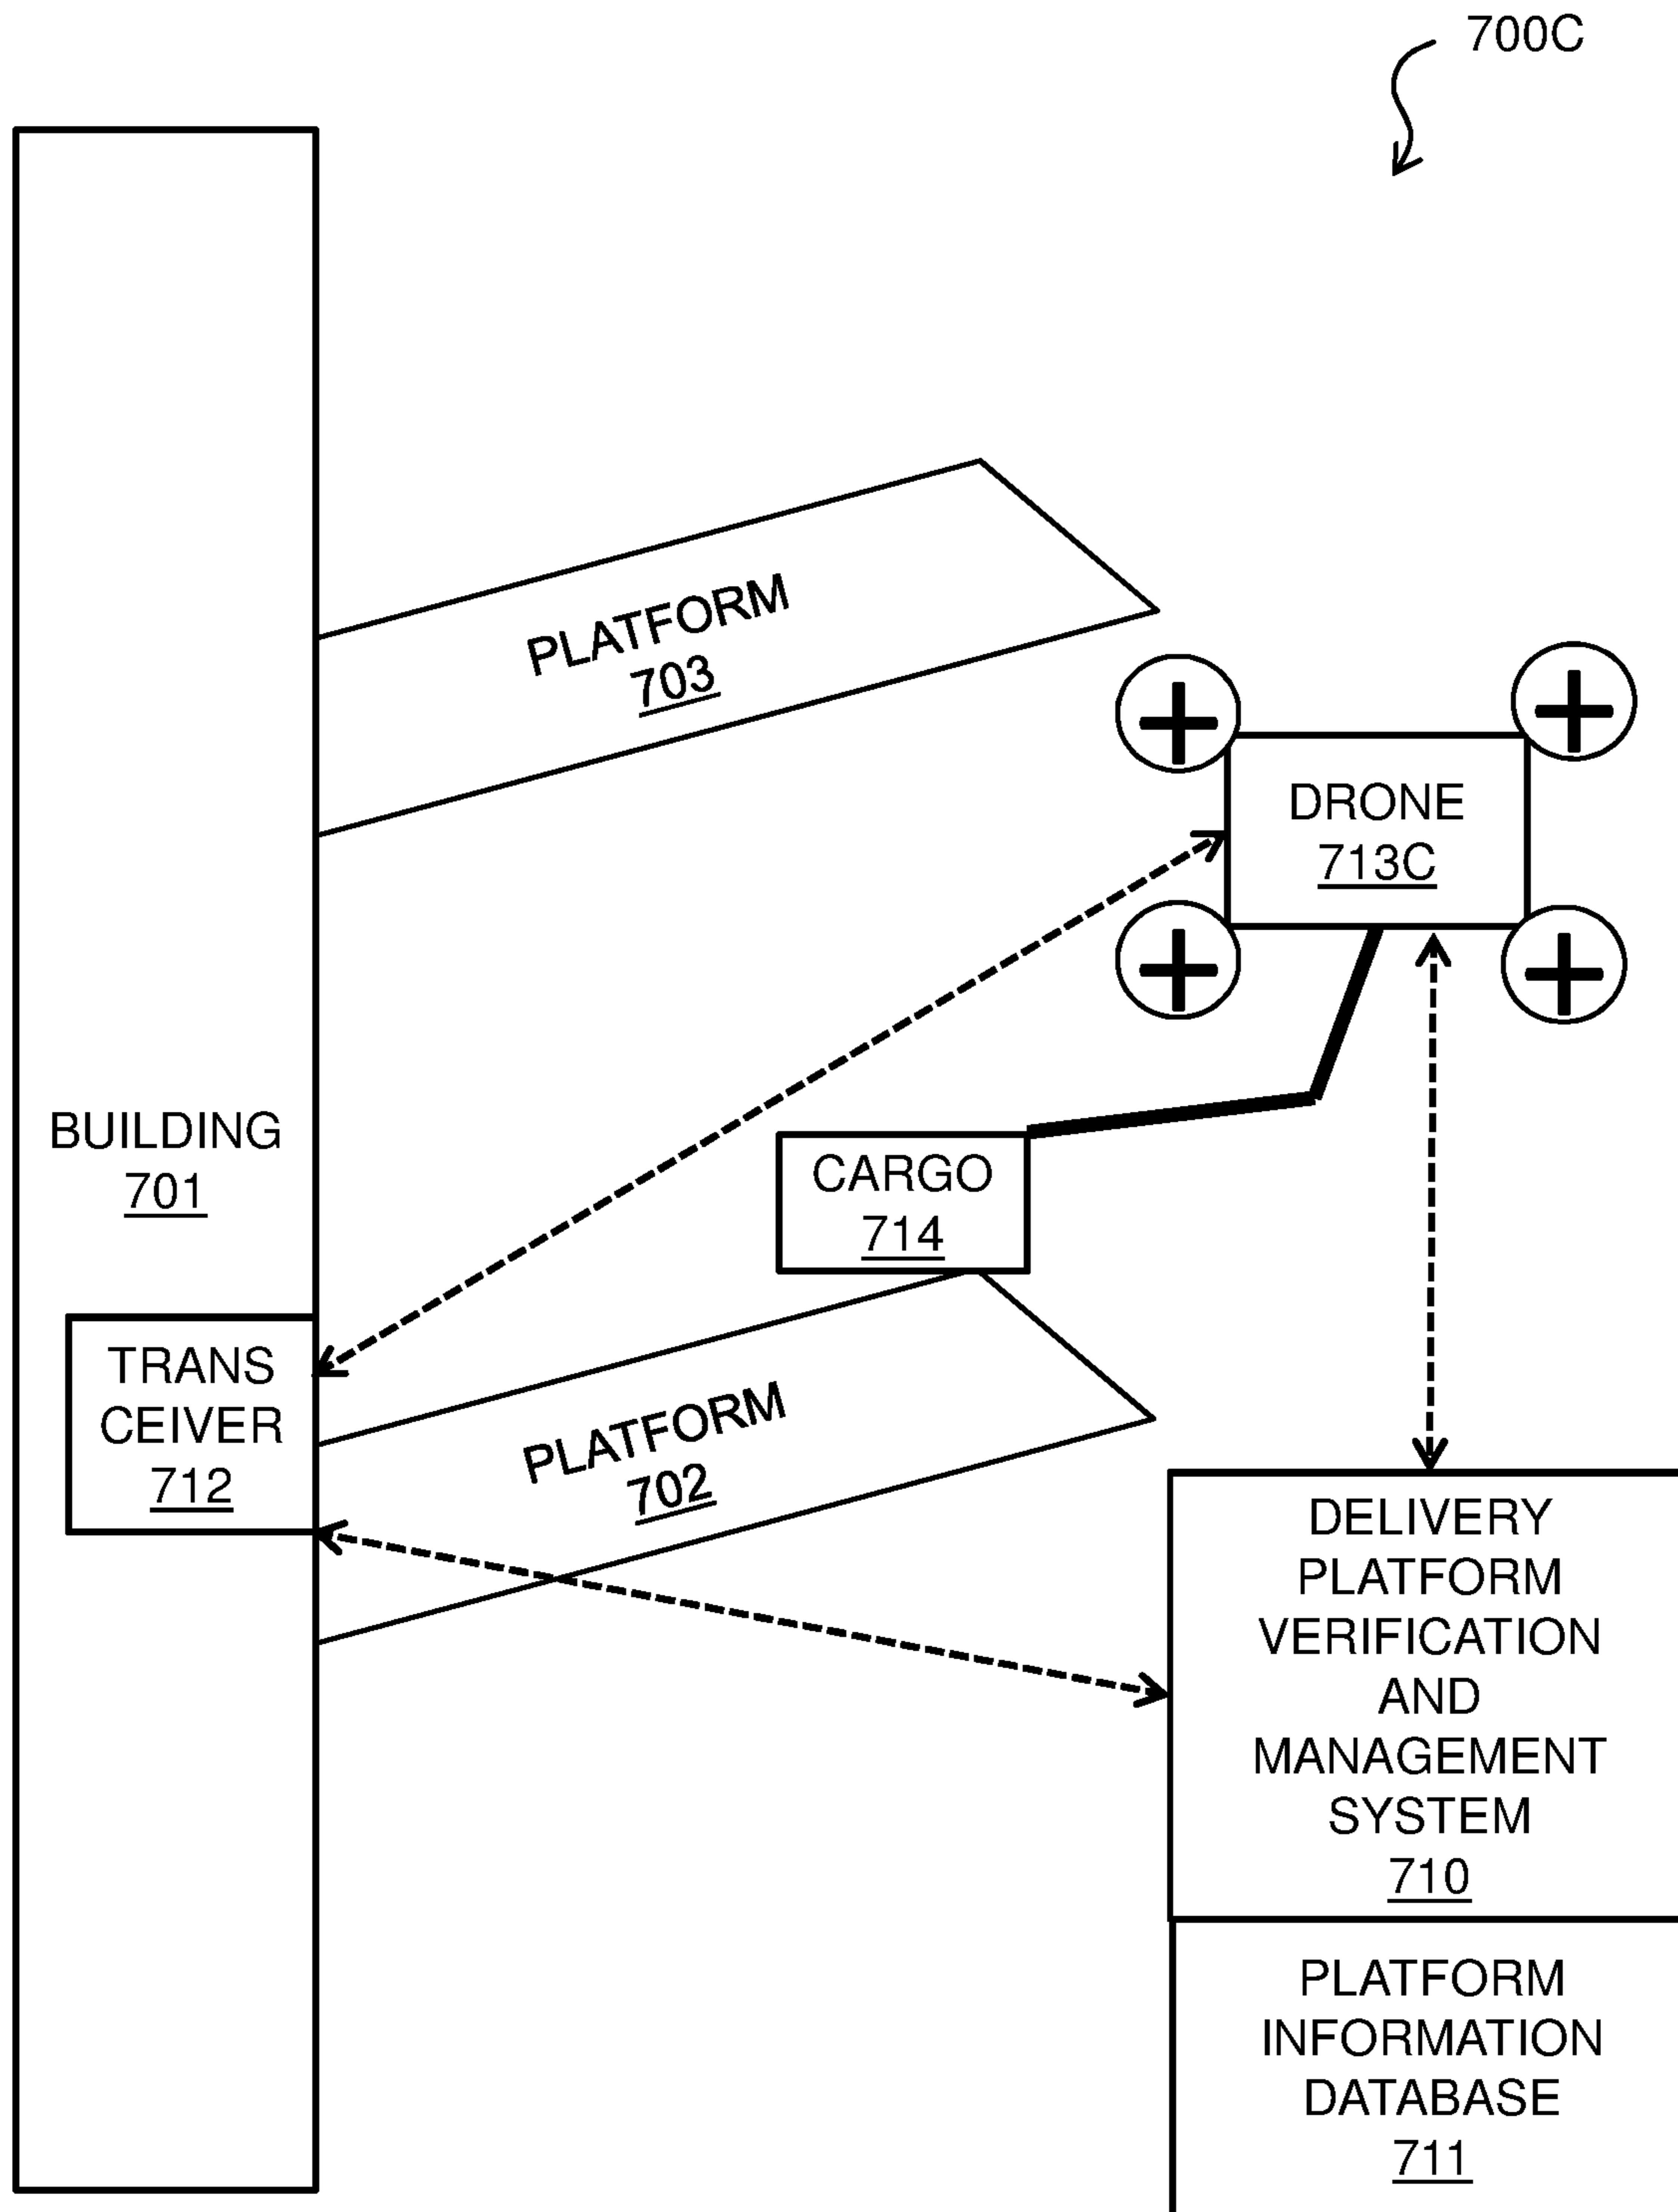 700C
PLATFORM
703
DRONE
713C
BUILDING
701
CARGO
714
TRANS
CEIVER
712
PLATFORM
702
DELIVERY
PLATFORM
VERIFICATION
AND
MANAGEMENT
SYSTEM
710
PLATFORM
INFORMATION
DATABASE
711